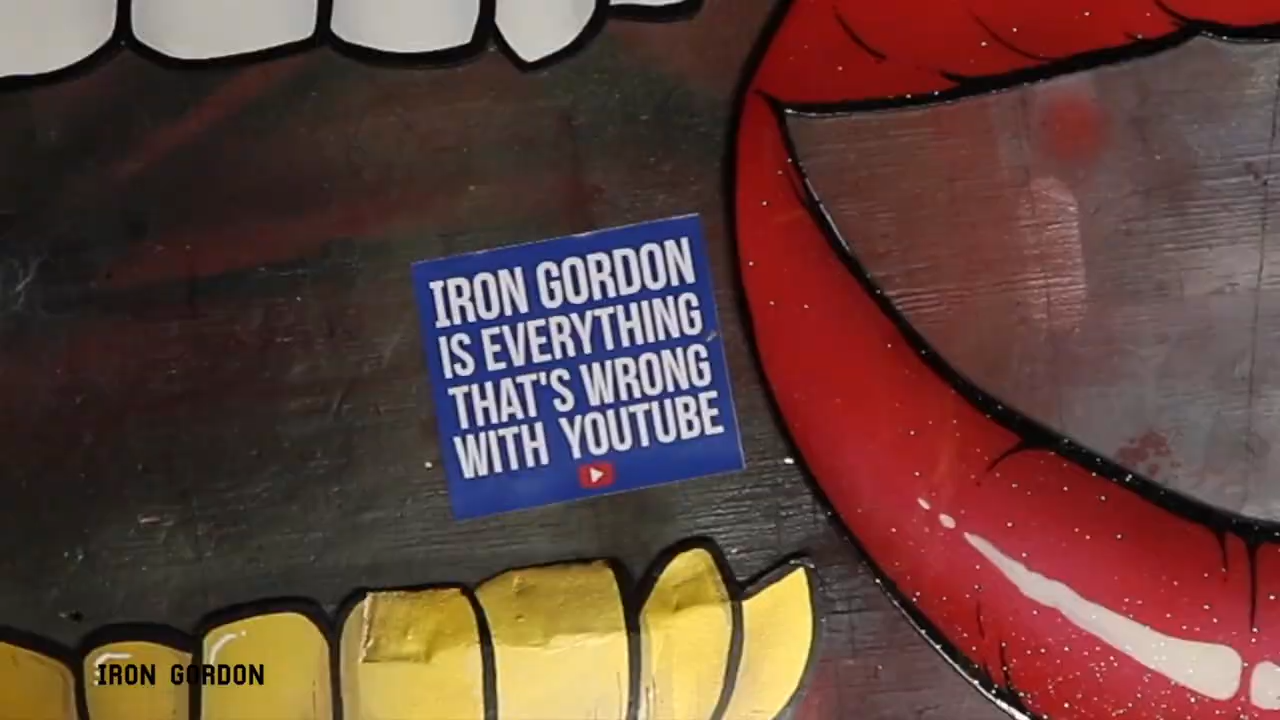 IRON GORDON
IS EVERYTHING
THAT'S WRONG
WITH YOUTUBE
IRON GORDON